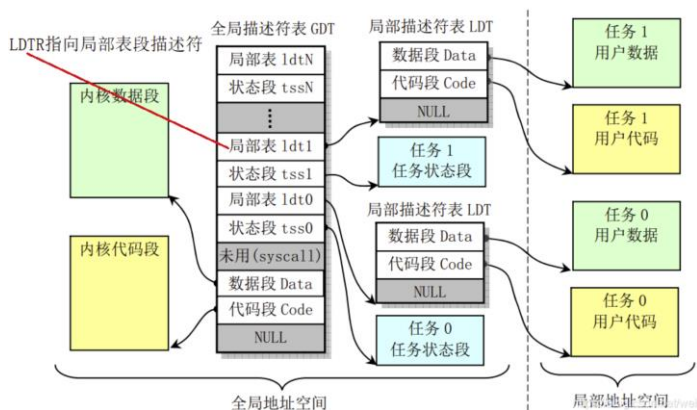 LDTR指向局部表段描述符
全局描述符表 GDT
局部表 ldtN
状态段 tssN
局部表 ldt1
状态段 tss1
局部表 ldt0
状态段 tss0
未用(syscall)
数据段 Data
代码段 Code
NULL
内核数据段
内核代码段
局部描述符表 LDT
数据段 Data
代码段 Code
NULL
任务 1
任务状态段
局部描述符表 LDT
数据段 Data
代码段 Code
NULL
任务 0
任务状态段
任务 1
用户数据
任务 1
用户代码
任务 0
用户数据
任务 0
用户代码
全局地址空间
局部地址空间